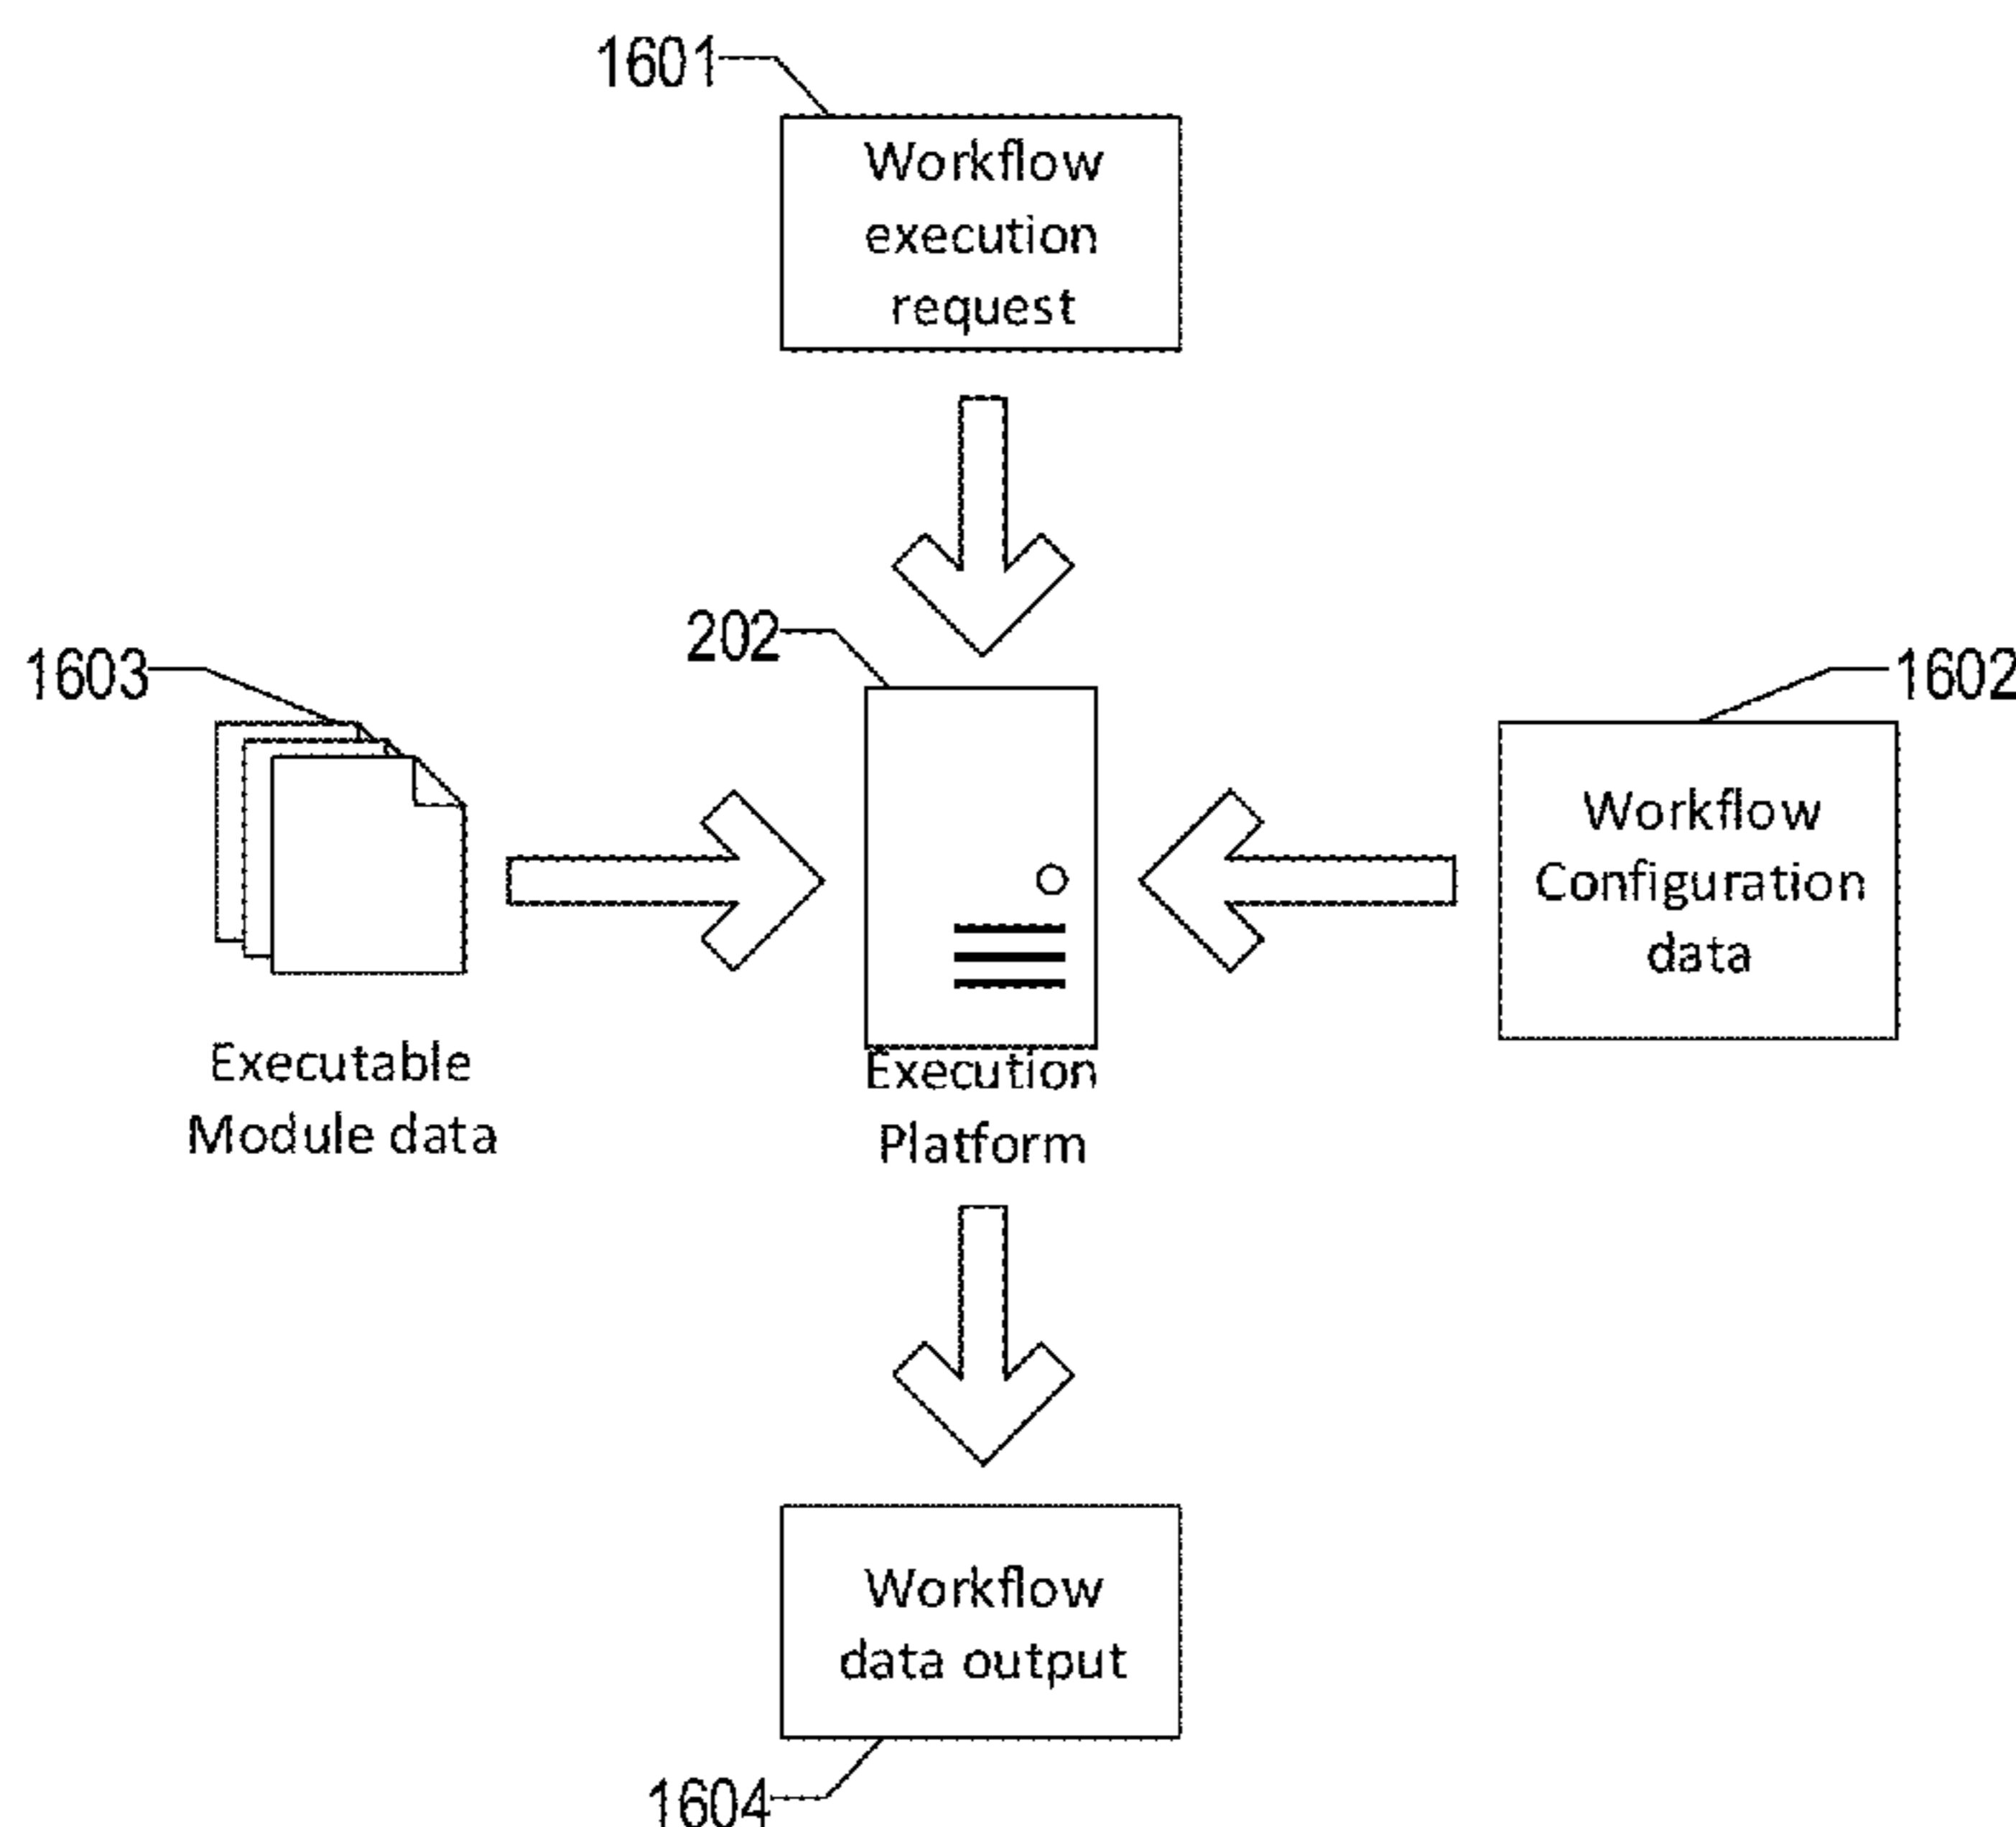 1601
Workflow
execution
request
202
1603
1602
Workflow
Configuration
data
Executable
Module data
Execution
Platform
Workflow
data output
1604